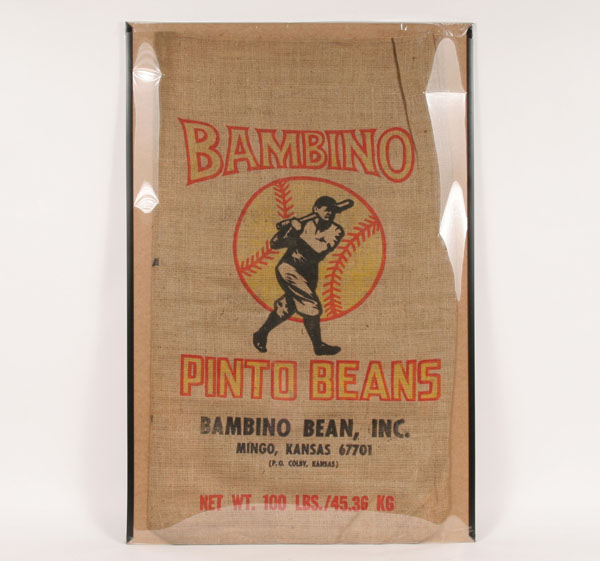 BAMBINO
PINTO BEANS
BAMBINO BEAN, INC.
MINGO, KANSAS 67701
(P.O. COLBY, KANSAS)
NET WT. 100 LBS./45.36 KG